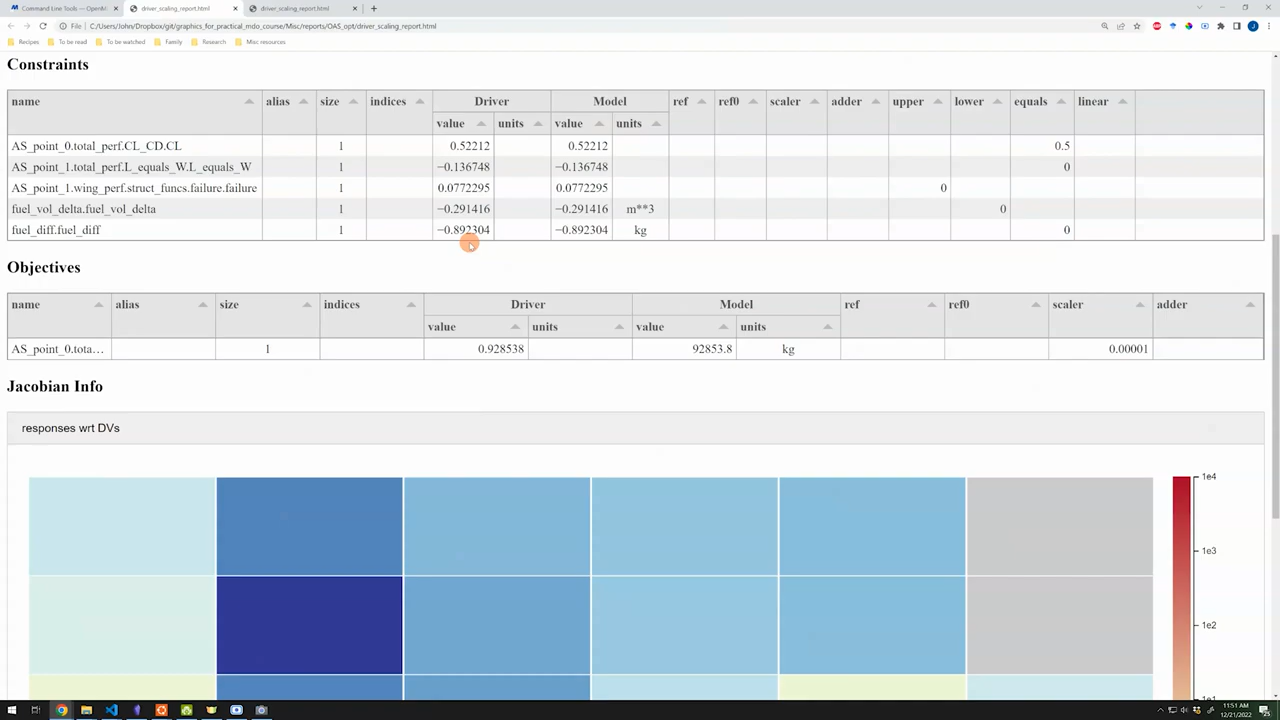 Command Line Tools — OpenM
driver_scaling_report.html
driver_scaling_report.html
File
C:/Users/John/Dropbox/git/graphics_for_practical_mdo_course/Misc/reports/OAS_opt/driver_scaling_report.html
Recipes
To be read
To be watched
Family
Research
Misc resources
Constraints
name alias size indices Driver Model ref ref0 scaler adder upper lower equals linear
value units value units
AS_point_0.total_perf.CL_CD.CL 1 0.52212 0.52212 0.5
AS_point_1.total_perf.L_equals_W.L_equals_W 1 −0.136748 −0.136748 0
AS_point_1.wing_perf.struct_funcs.failure.failure 1 0.0772295 0.0772295 0
fuel_vol_delta.fuel_vol_delta 1 −0.291416 −0.291416 m**3 0
fuel_diff.fuel_diff 1 −0.892304 −0.892304 kg 0
Objectives
name alias size indices Driver Model ref ref0 scaler adder
value units value units
AS_point_0.tota… 1 0.928538 92853.8 kg 0.00001
Jacobian Info
responses wrt DVs
1e4
1e3
1e2
1e1
11:51 AM
12/21/2022